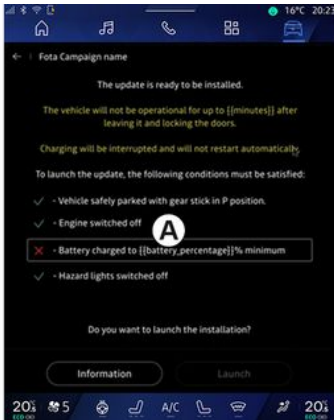 16°C 20:23
Fota Campaign name
The update is ready to be installed.
The vehicle will not be operational for up to [[minutes]] after
leaving it and locking the doors.
Charging will be interrupted and will not restart automatically.
To launch the update, the following conditions must be satisfied:
- Vehicle safely parked with gear stick in P position.
- Engine switched off
A
- Battery charged to [[battery_percentage]]% minimum
- Hazard lights switched off
Do you want to launch the installation?
Information
Launch
20⁵ 5 A/C 20⁵
ECO